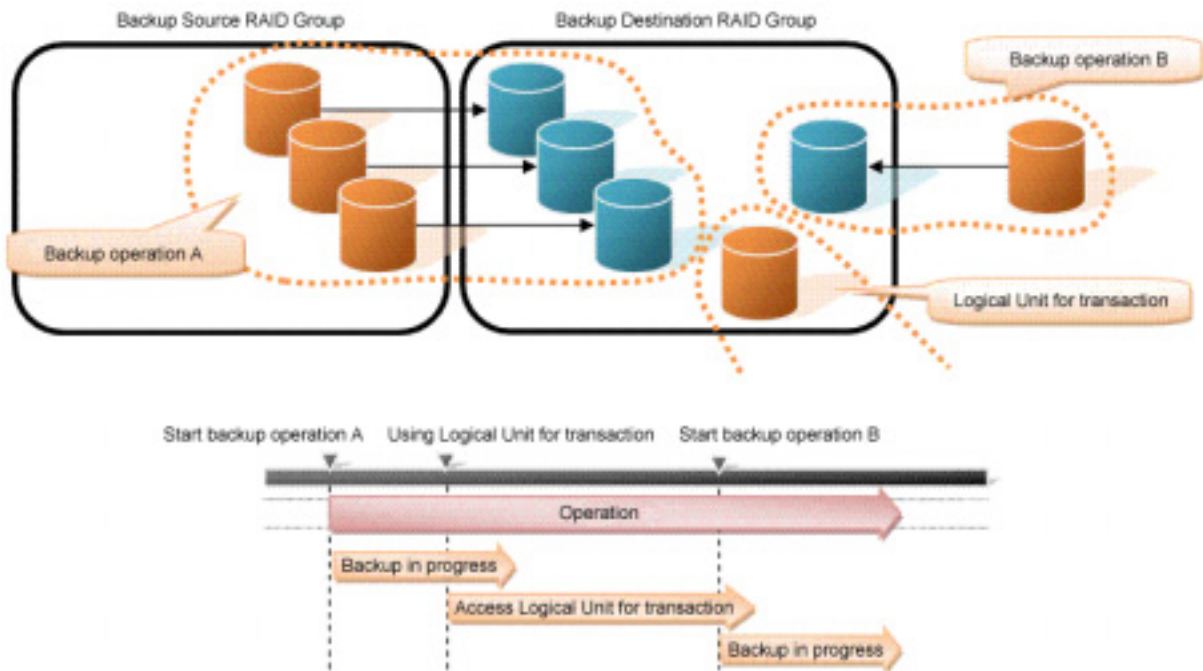 Backup Source RAID Group
Backup Destination RAID Group
Backup operation B
Backup operation A
Logical Unit for transaction
Start backup operation A
Using Logical Unit for transaction
Start backup operation B
Operation
Backup in progress
Access Logical Unit for transaction
Backup in progress